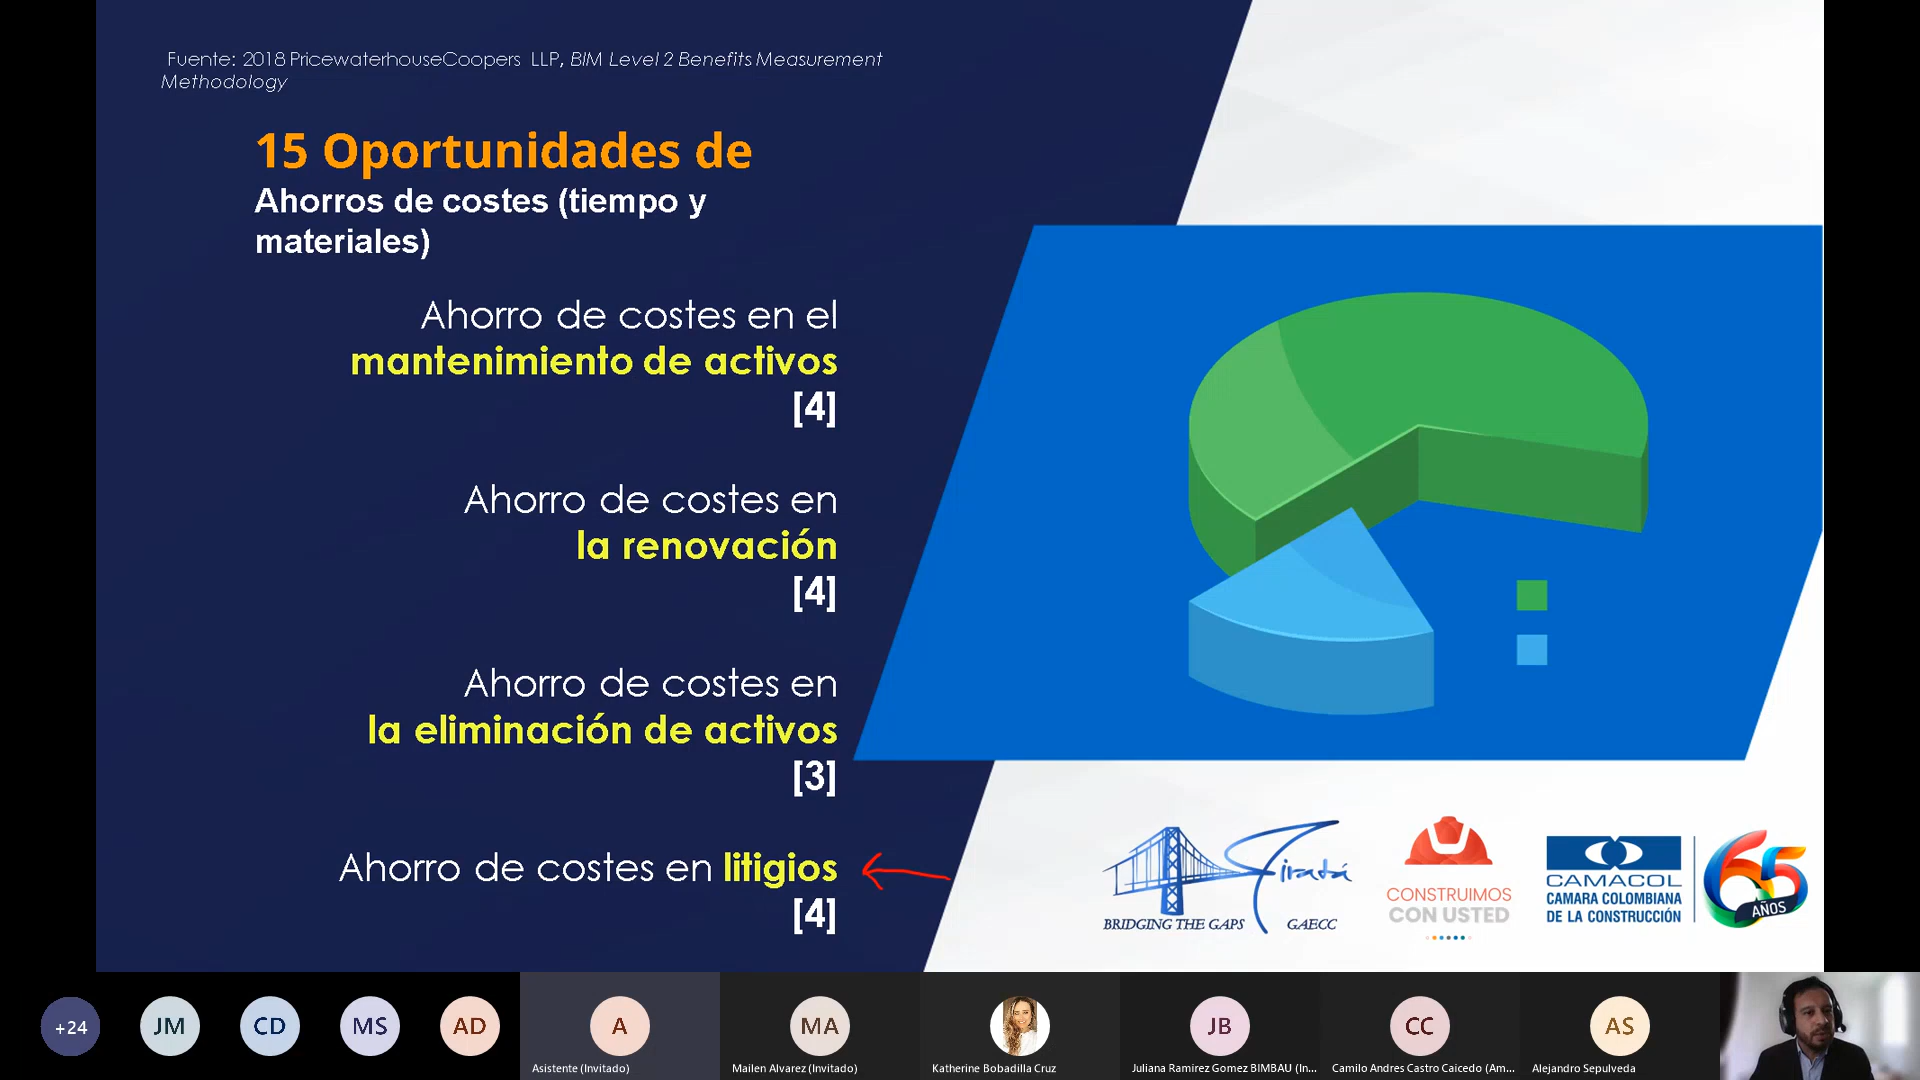 Fuente: 2018 PricewaterhouseCoopers LLP, BIM Level 2 Benefits Measurement
Methodology
15 Oportunidades de
Ahorros de costes (tiempo y
materiales)
Ahorro de costes en el
mantenimiento de activos
[4]
Ahorro de costes en
la renovación
[4]
Ahorro de costes en
la eliminación de activos
[3]
Ahorro de costes en litigios
[4]
Giratá
BRIDGING THE GAPS GAECC
CONSTRUIMOS
CON USTED
CAMACOL
CAMARA COLOMBIANA
DE LA CONSTRUCCIÓN
65
AÑOS
+24
JM
CD
MS
AD
A
MA
JB
CC
AS
Asistente (Invitado)
Mailen Alvarez (Invitado)
Katherine Bobadilla Cruz
Juliana Ramirez Gomez BIMBAU (In...
Camilo Andres Castro Caicedo (Am...
Alejandro Sepulveda